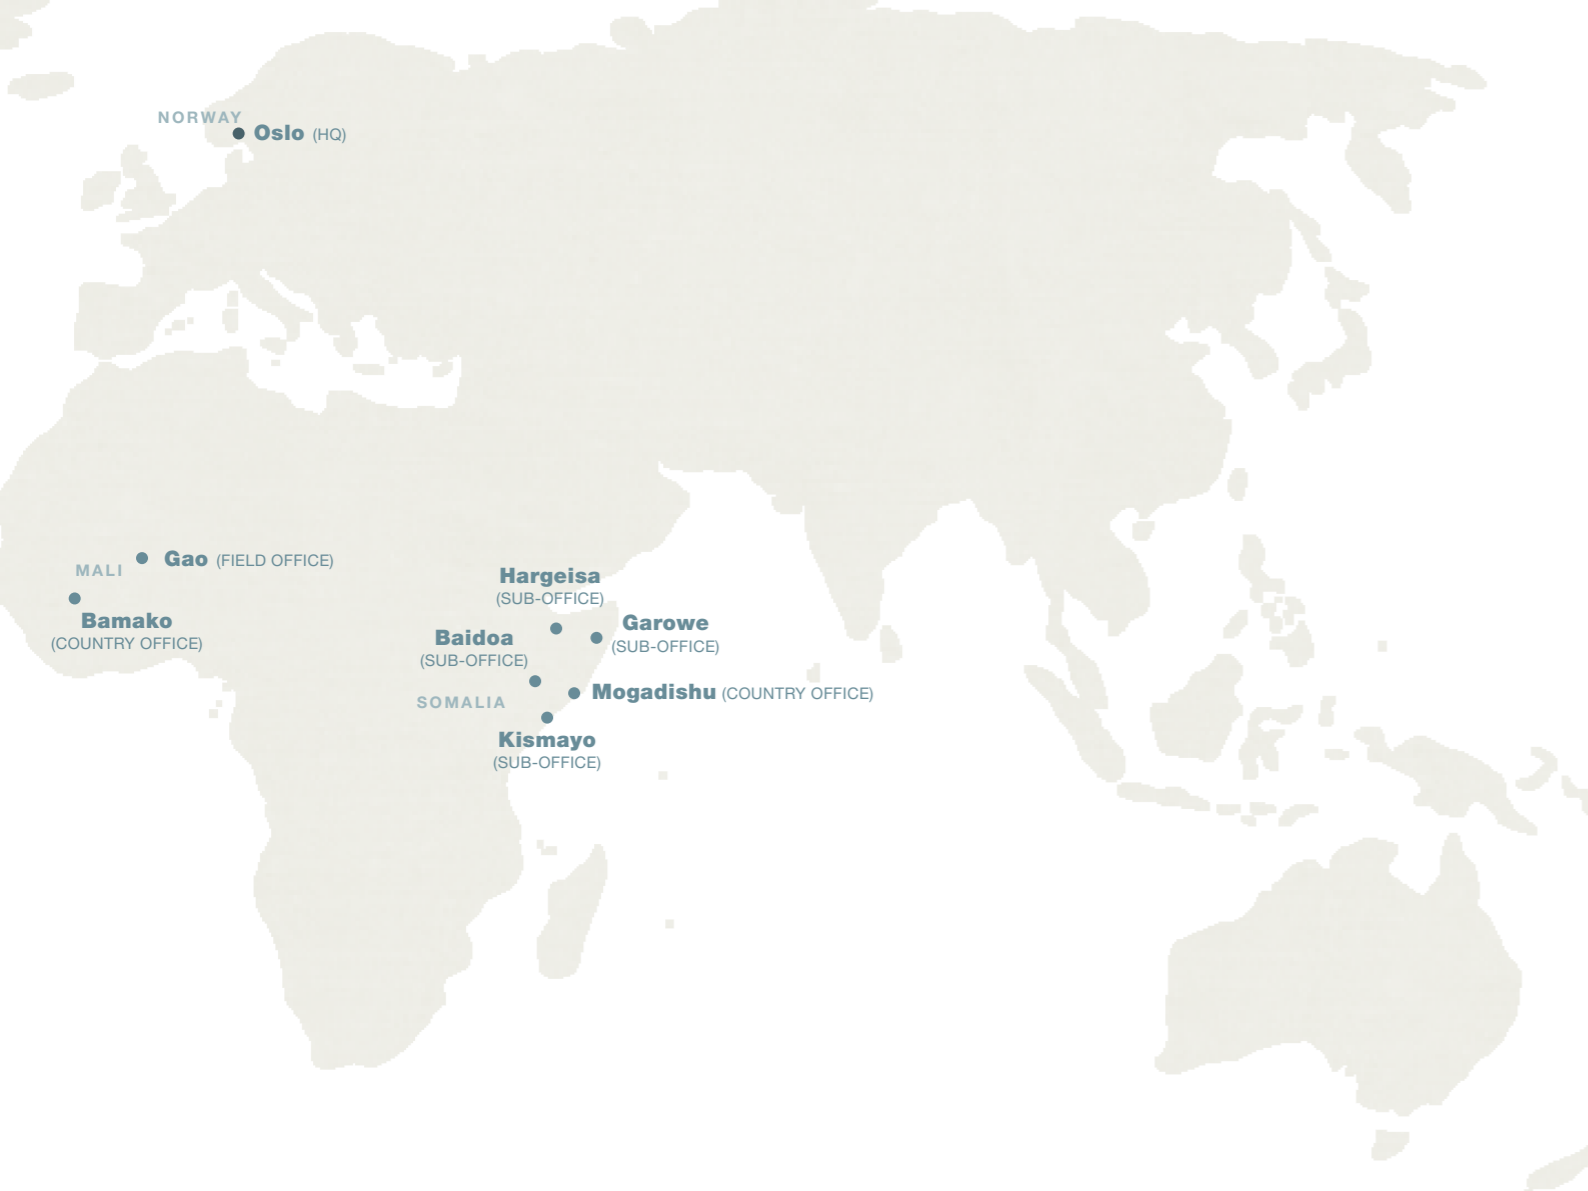 NORWAY
Oslo (HQ)
Gao (FIELD OFFICE)
MALI
Bamako
(COUNTRY OFFICE)
Hargeisa
(SUB-OFFICE)
Garowe
(SUB-OFFICE)
Baidoa
(SUB-OFFICE)
Mogadishu (COUNTRY OFFICE)
SOMALIA
Kismayo
(SUB-OFFICE)